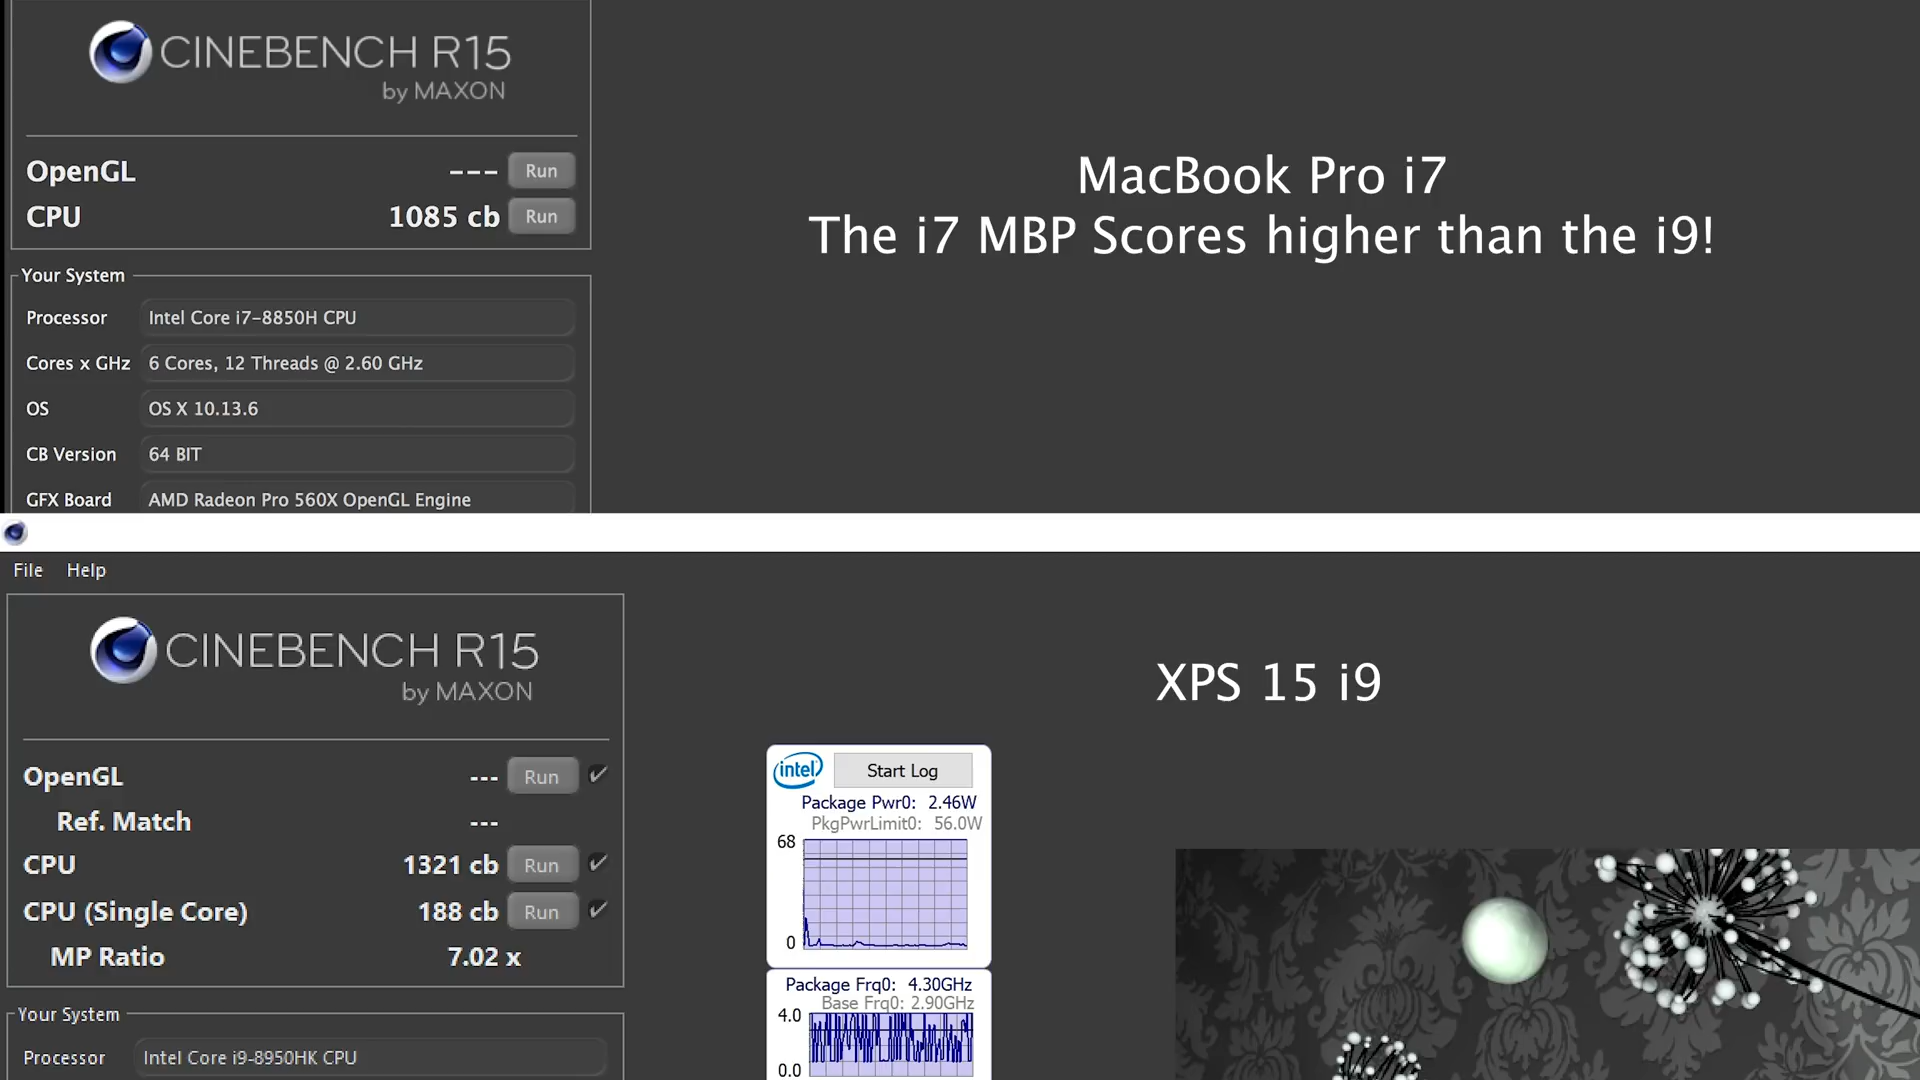 CINEBENCH R15
by MAXON
OpenGL --- Run
CPU 1085 cb Run
Your System
Processor Intel Core i7-8850H CPU
Cores x GHz 6 Cores, 12 Threads @ 2.60 GHz
OS OS X 10.13.6
CB Version 64 BIT
GFX Board AMD Radeon Pro 560X OpenGL Engine
MacBook Pro i7
The i7 MBP Scores higher than the i9!
File Help
CINEBENCH R15
by MAXON
OpenGL --- Run
Ref. Match ---
CPU 1321 cb Run
CPU (Single Core) 188 cb Run
MP Ratio 7.02 x
Your System
Processor Intel Core i9-8950HK CPU
XPS 15 i9
intel Start Log
Package Pwr0: 2.46W
PkgPwrLimit0: 56.0W
68
0
Package Frq0: 4.30GHz
Base Frq0: 2.90GHz
4.0
0.0